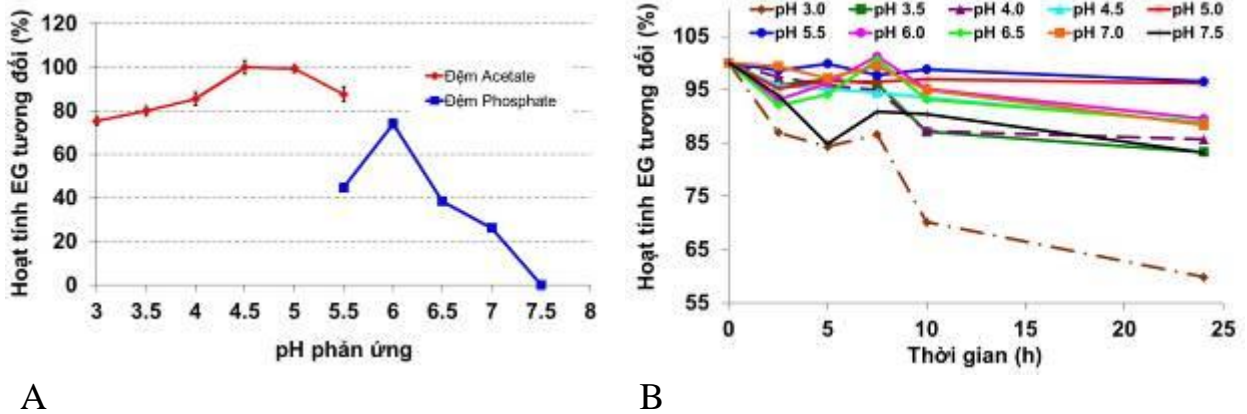 Hoạt tính EG tương đối (%)
120
100
80
60
40
20
0
Đệm Acetate
Đệm Phosphate
3 3.5 4 4.5 5 5.5 6 6.5 7 7.5 8
pH phản ứng
A
Hoạt tính EG tương đối (%)
pH 3.0 pH 3.5 pH 4.0 pH 4.5 pH 5.0
pH 5.5 pH 6.0 pH 6.5 pH 7.0 pH 7.5
105
95
85
75
65
55
0 5 10 15 20 25
Thời gian (h)
B